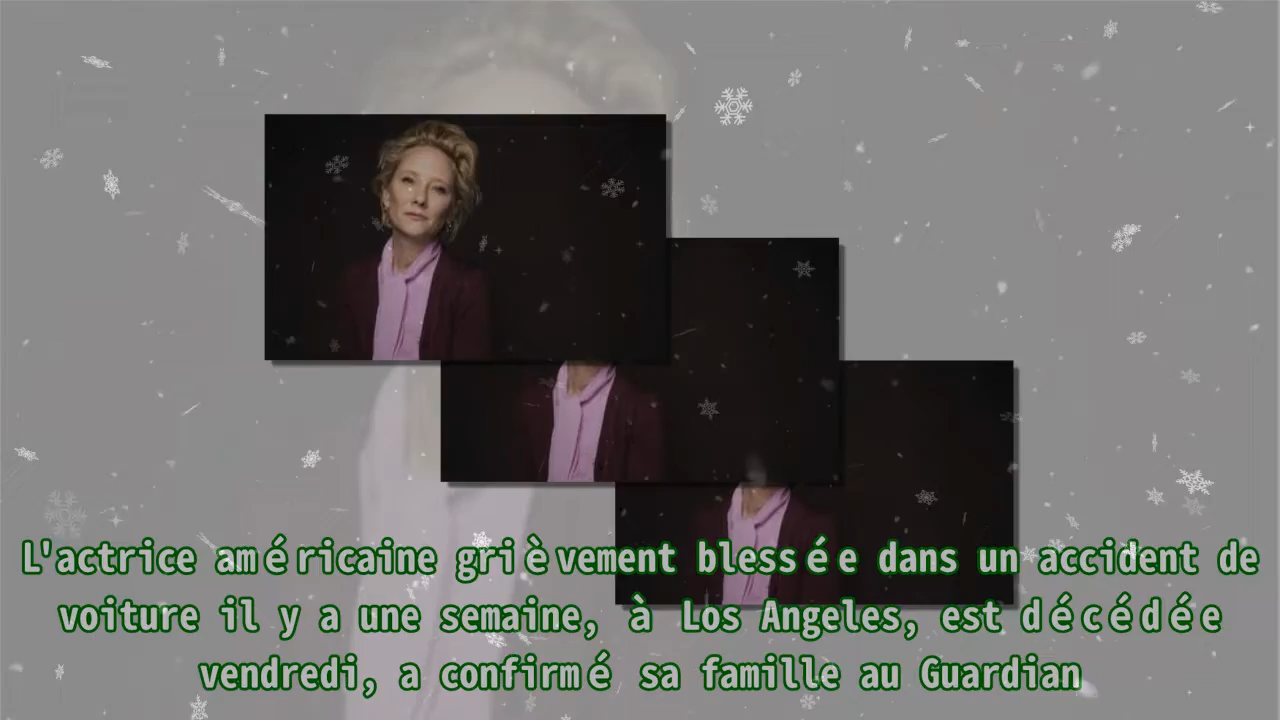 L'actrice américaine grièvement blessée dans un accident de
voiture il y a une semaine, à Los Angeles, est décédée
vendredi, a confirmé sa famille au Guardian